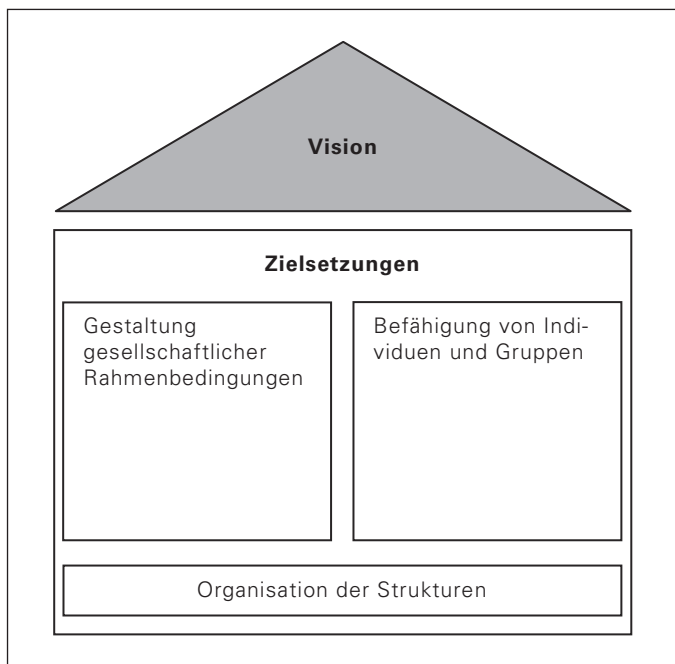 Vision
Zielsetzungen
Gestaltung
gesellschaftlicher
Rahmenbedingungen
Befähigung von Indi-
viduen und Gruppen
Organisation der Strukturen